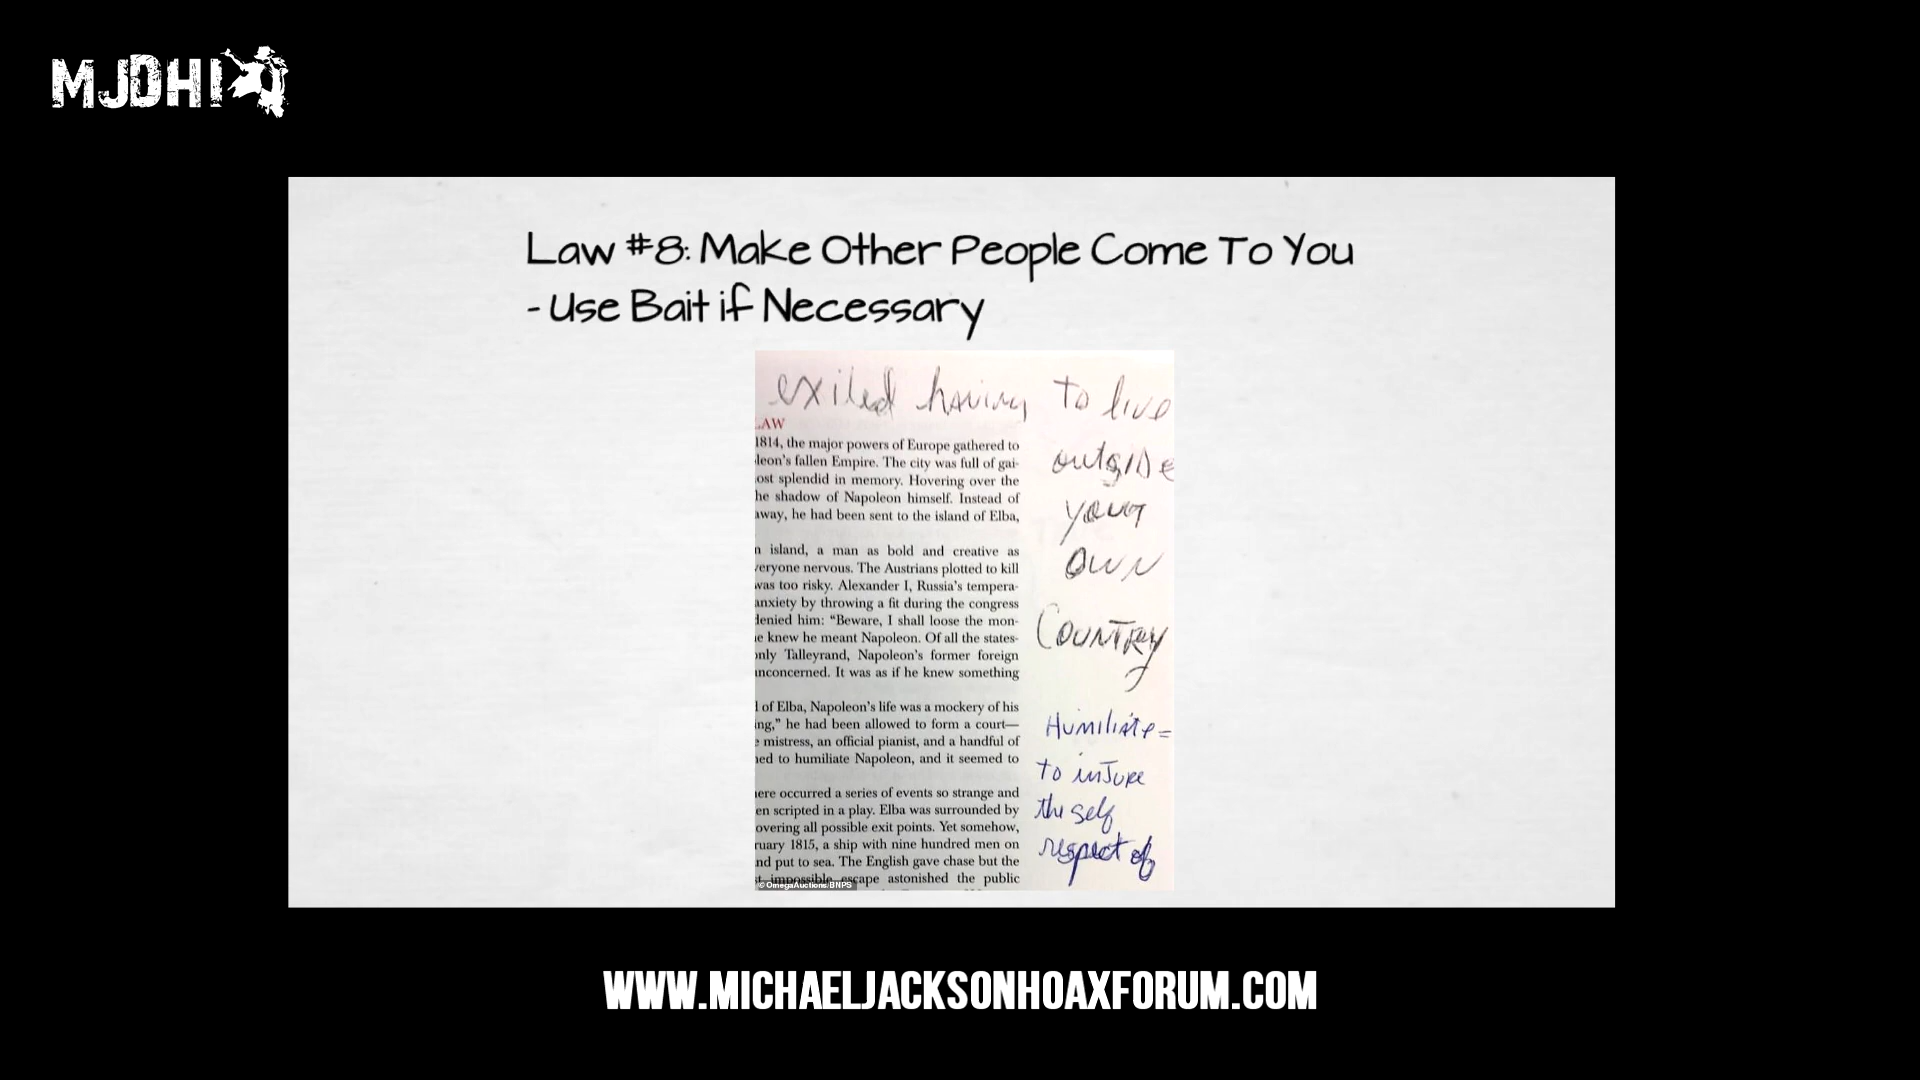 MJDHI
Law #8: Make Other People Come To You
- Use Bait if Necessary
exiled having to live
outside
your
own
Country
LAW
1814, the major powers of Europe gathered to
leon's fallen Empire. The city was full of gai-
ost splendid in memory. Hovering over the
he shadow of Napoleon himself. Instead of
away, he had been sent to the island of Elba,
n island, a man as bold and creative as
veryone nervous. The Austrians plotted to kill
was too risky. Alexander I, Russia's tempera-
anxiety by throwing a fit during the congress
denied him: “Beware, I shall loose the mon-
e knew he meant Napoleon. Of all the states-
only Talleyrand, Napoleon's former foreign
unconcerned. It was as if he knew something
l of Elba, Napoleon's life was a mockery of his
ing,” he had been allowed to form a court—
e mistress, an official pianist, and a handful of
ned to humiliate Napoleon, and it seemed to
here occurred a series of events so strange and
en scripted in a play. Elba was surrounded by
overing all possible exit points. Yet somehow,
ruary 1815, a ship with nine hundred men on
nd put to sea. The English gave chase but the
t impossible escape astonished the public
Humiliate =
to injure
the self
respect of
© OmegaAuctions/BNPS
WWW.MICHAELJACKSONHOAXFORUM.COM